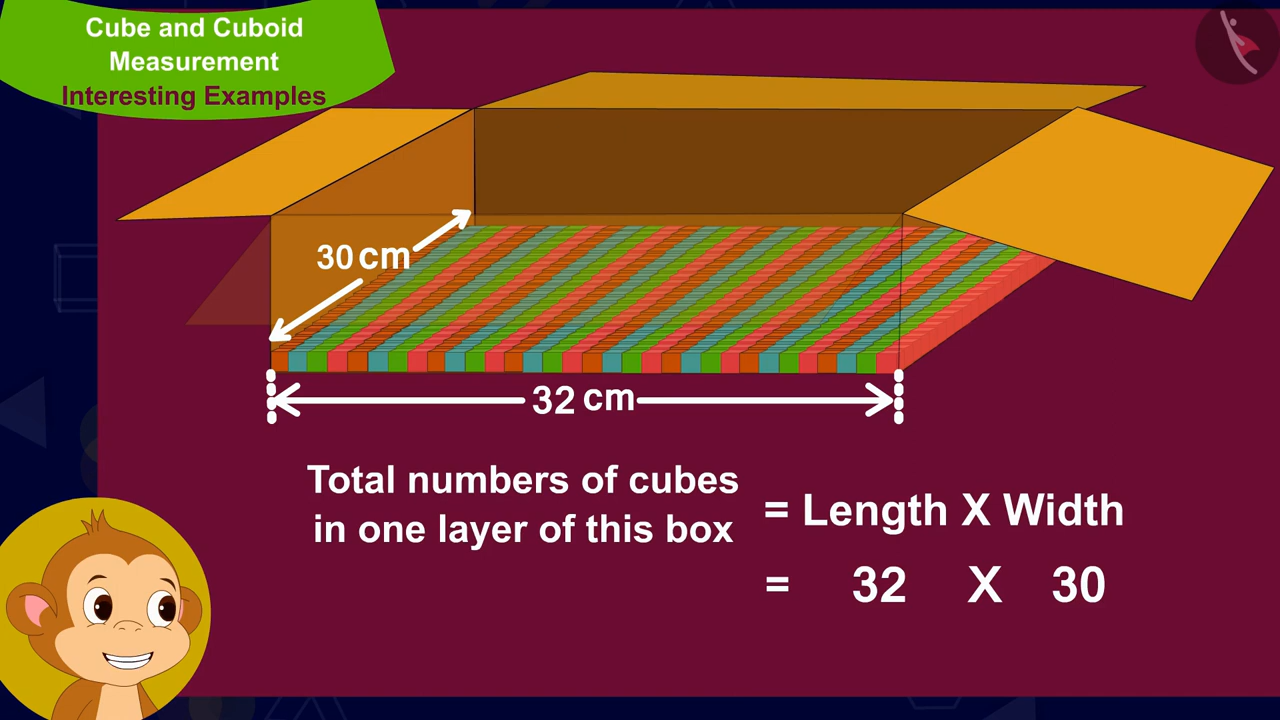 Cube and Cuboid
Measurement
Interesting Examples
30 cm
32 cm
Total numbers of cubes
in one layer of this box
= Length X Width
= 32 X 30